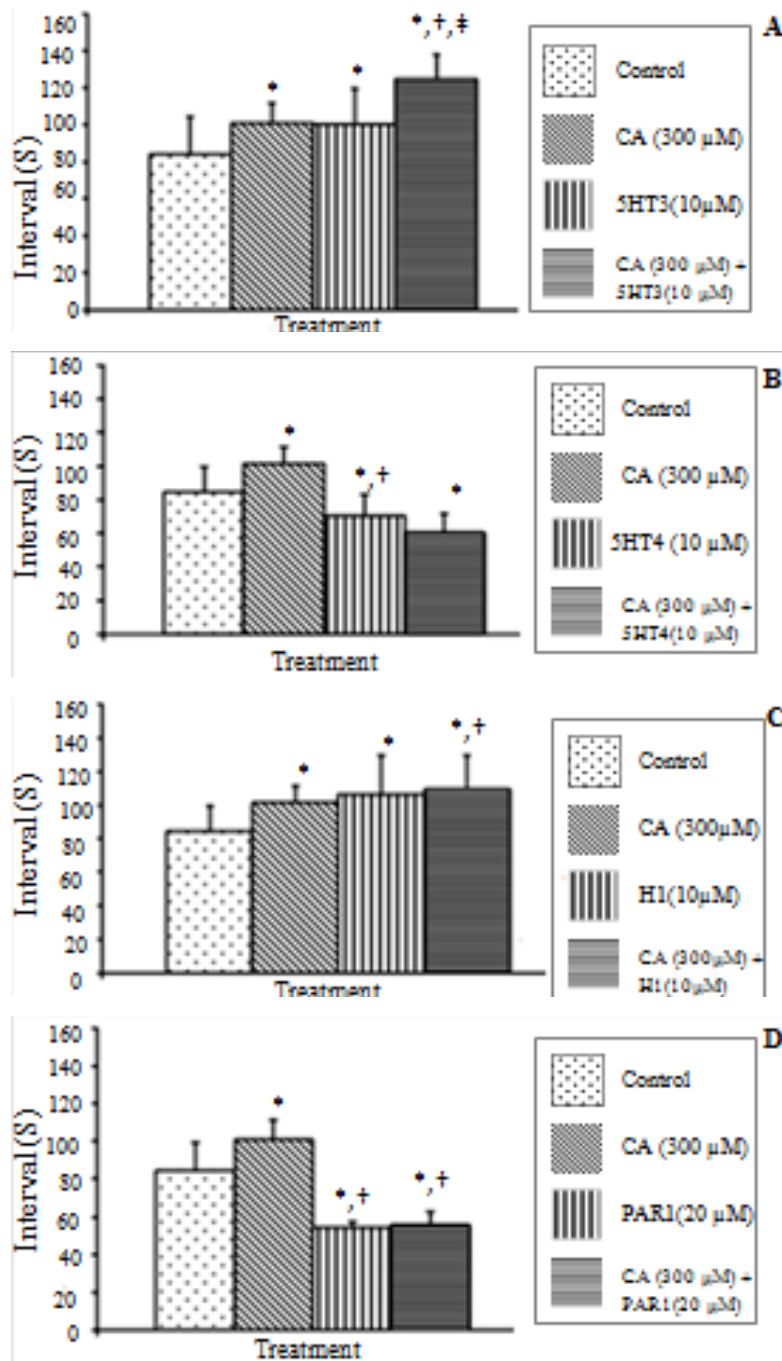 A
160
140
120
100
80
60
40
20
0
Interval (S)
*
*
*,†,‡
Treatment
Control
CA (300 µM)
5HT3(10µM)
CA (300 µM) +
5HT3(10 µM)
B
160
140
120
100
80
60
40
20
0
Interval (S)
*
*,†
*
Treatment
Control
CA (300 µM)
5HT4 (10 µM)
CA (300 µM) +
5HT4(10 µM)
C
160
140
120
100
80
60
40
20
0
Interval (S)
*
*
*,†
Treatment
Control
CA (300µM)
H1(10µM)
CA (300µM) +
H1(10µM)
D
160
140
120
100
80
60
40
20
0
Interval (S)
*
*,†
*,†
Treatment
Control
CA (300 µM)
PAR1(20 µM)
CA (300 µM) +
PAR1(20 µM)